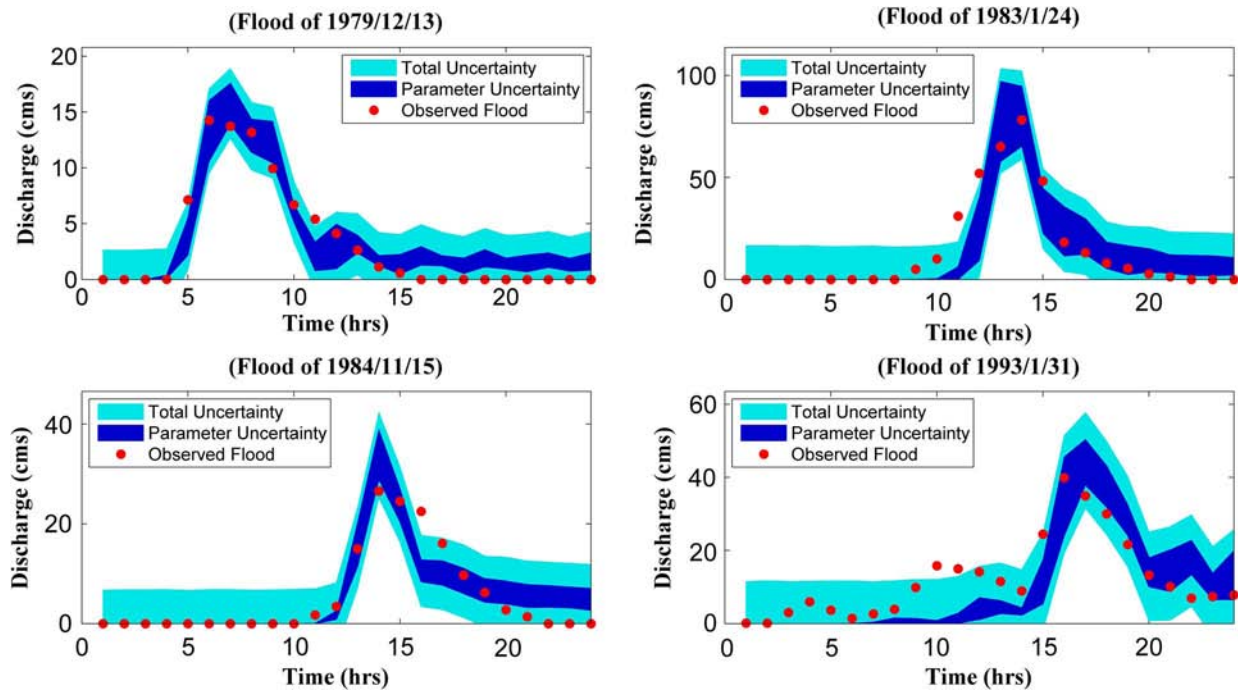 (Flood of 1979/12/13)
20
15
10
5
0
Discharge (cms)
Total Uncertainty
Parameter Uncertainty
Observed Flood
0 5 10 15 20
Time (hrs)
(Flood of 1983/1/24)
100
50
0
Discharge (cms)
Total Uncertainty
Parameter Uncertainty
Observed Flood
0 5 10 15 20
Time (hrs)
(Flood of 1984/11/15)
40
20
0
Discharge (cms)
Total Uncertainty
Parameter Uncertainty
Observed Flood
0 5 10 15 20
Time (hrs)
(Flood of 1993/1/31)
60
40
20
0
Discharge (cms)
Total Uncertainty
Parameter Uncertainty
Observed Flood
0 5 10 15 20
Time (hrs)